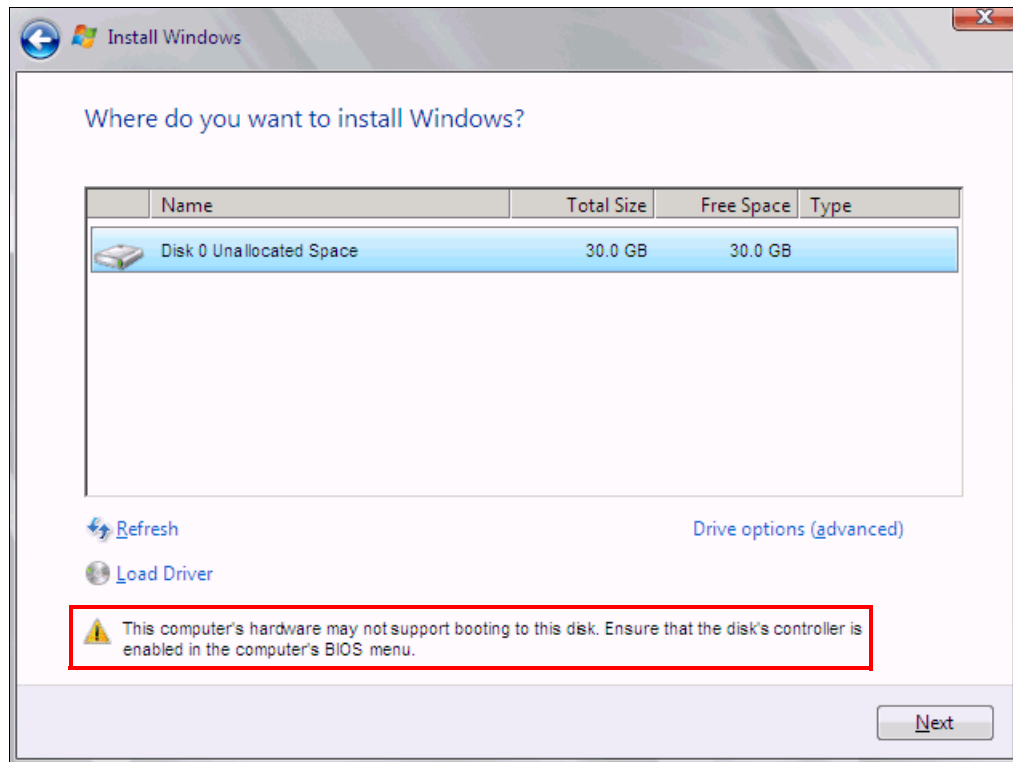 Install Windows
Where do you want to install Windows?
Name Total Size Free Space Type
Disk 0 Unallocated Space 30.0 GB 30.0 GB
Refresh Drive options (advanced)
Load Driver
This computer's hardware may not support booting to this disk. Ensure that the disk's controller is
enabled in the computer's BIOS menu.
Next